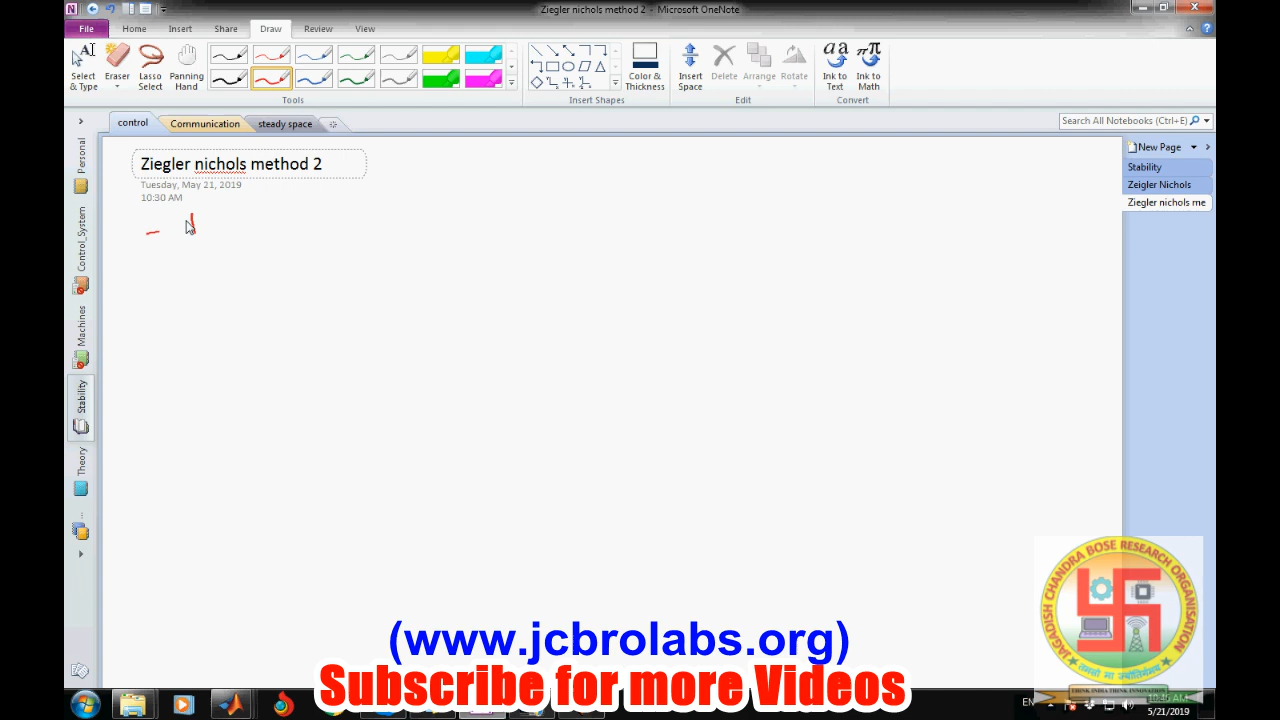 Ziegler nichols method 2 - Microsoft OneNote
File Home Insert Share Draw Review View
Select & Type
Eraser
Lasso Select
Panning Hand
Tools
Color & Thickness
Insert Shapes
Insert Space
Delete
Arrange
Rotate
Edit
Ink to Text
Ink to Math
Convert
control Communication steady space
Search All Notebooks (Ctrl+E)
Personal
Control_System
Machines
Stability
Theory
Ziegler nichols method 2
Tuesday, May 21, 2019
10:30 AM
New Page
Stability
Zeigler Nichols
Ziegler nichols me
JAGADISH CHANDRA BOSE RESEARCH ORGANISATION
THINK INDIA THINK INNOVATION
(www.jcbrolabs.org)
Subscribe for more Videos
EN
5/21/2019